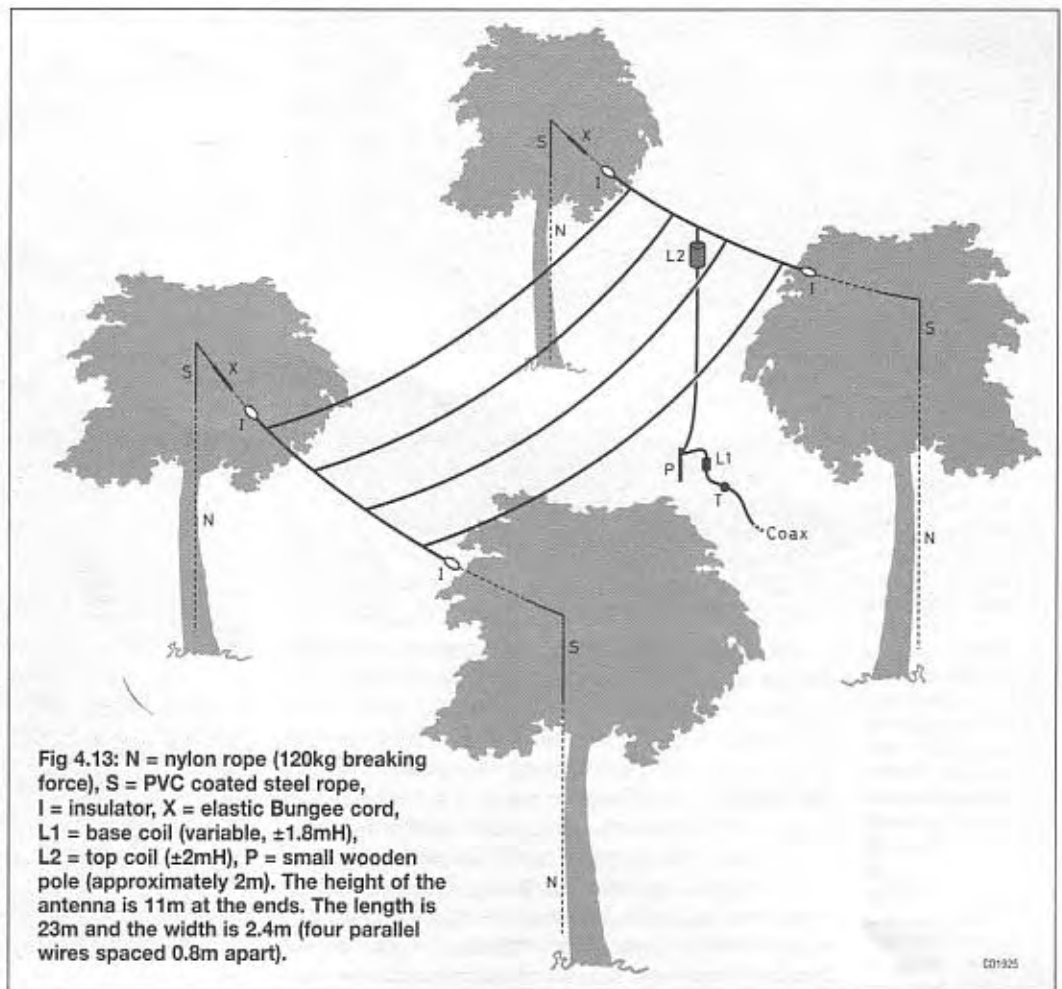 S
X
I
N
L2
I
S
X
I
N
P
L1
T
Coax
S
N
I
S
N
Fig 4.13: N = nylon rope (120kg breaking
force), S = PVC coated steel rope,
I = insulator, X = elastic Bungee cord,
L1 = base coil (variable, ±1.8mH),
L2 = top coil (±2mH), P = small wooden
pole (approximately 2m). The height of the
antenna is 11m at the ends. The length is
23m and the width is 2.4m (four parallel
wires spaced 0.8m apart).
CD1925